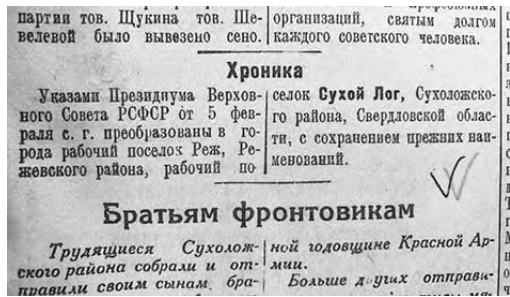 партии тов. Щукина тов. Ше-
велевой было вывезено сено.
организаций, святым долгом
каждого советского человека.
Хроника
Указами Президиума Верхов-
ного Совета РСФСР от 5 фев-
раля с. г. преобразованы в го-
рода рабочий поселок Реж, Ре-
жевского района, рабочий по-
селок Сухой Лог, Сухоложско-
го района, Свердловской облас-
ти, с сохранением прежних наи-
менований.
Братьям фронтовикам
Трудящиеся Сухолож-
ского района собрали и от-
правили своим сынам, бра-
ной годовщине Красной Ар-
мии.
Больше других отправи-